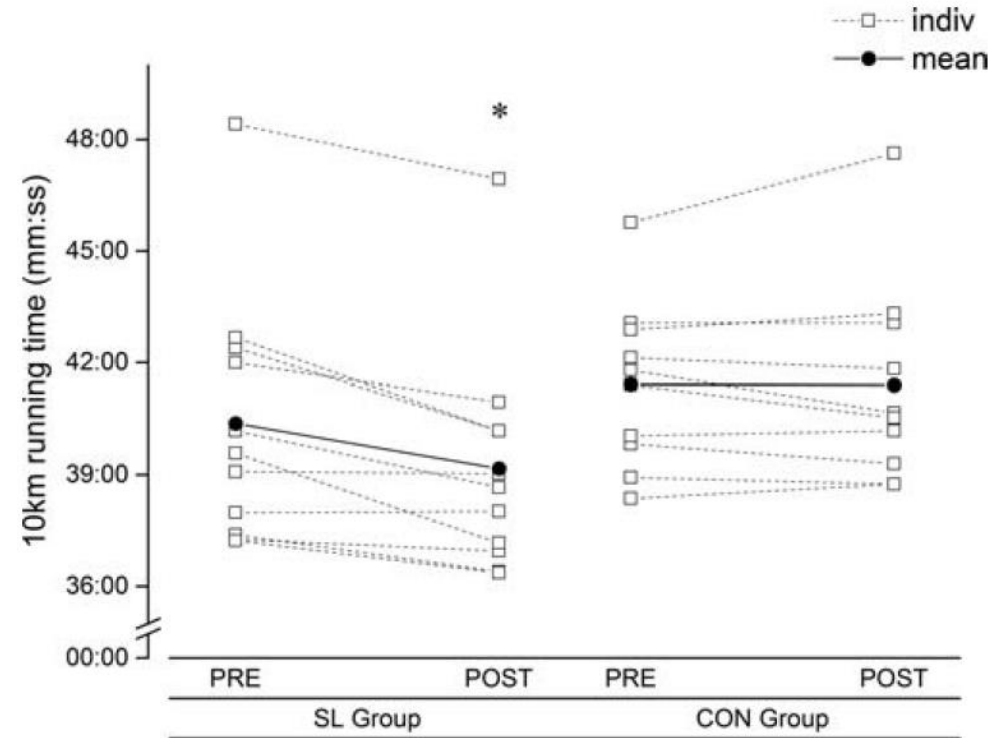 indiv
mean
*
10km running time (mm:ss)
48:00
45:00
42:00
39:00
36:00
00:00
PRE POST PRE POST
SL Group CON Group